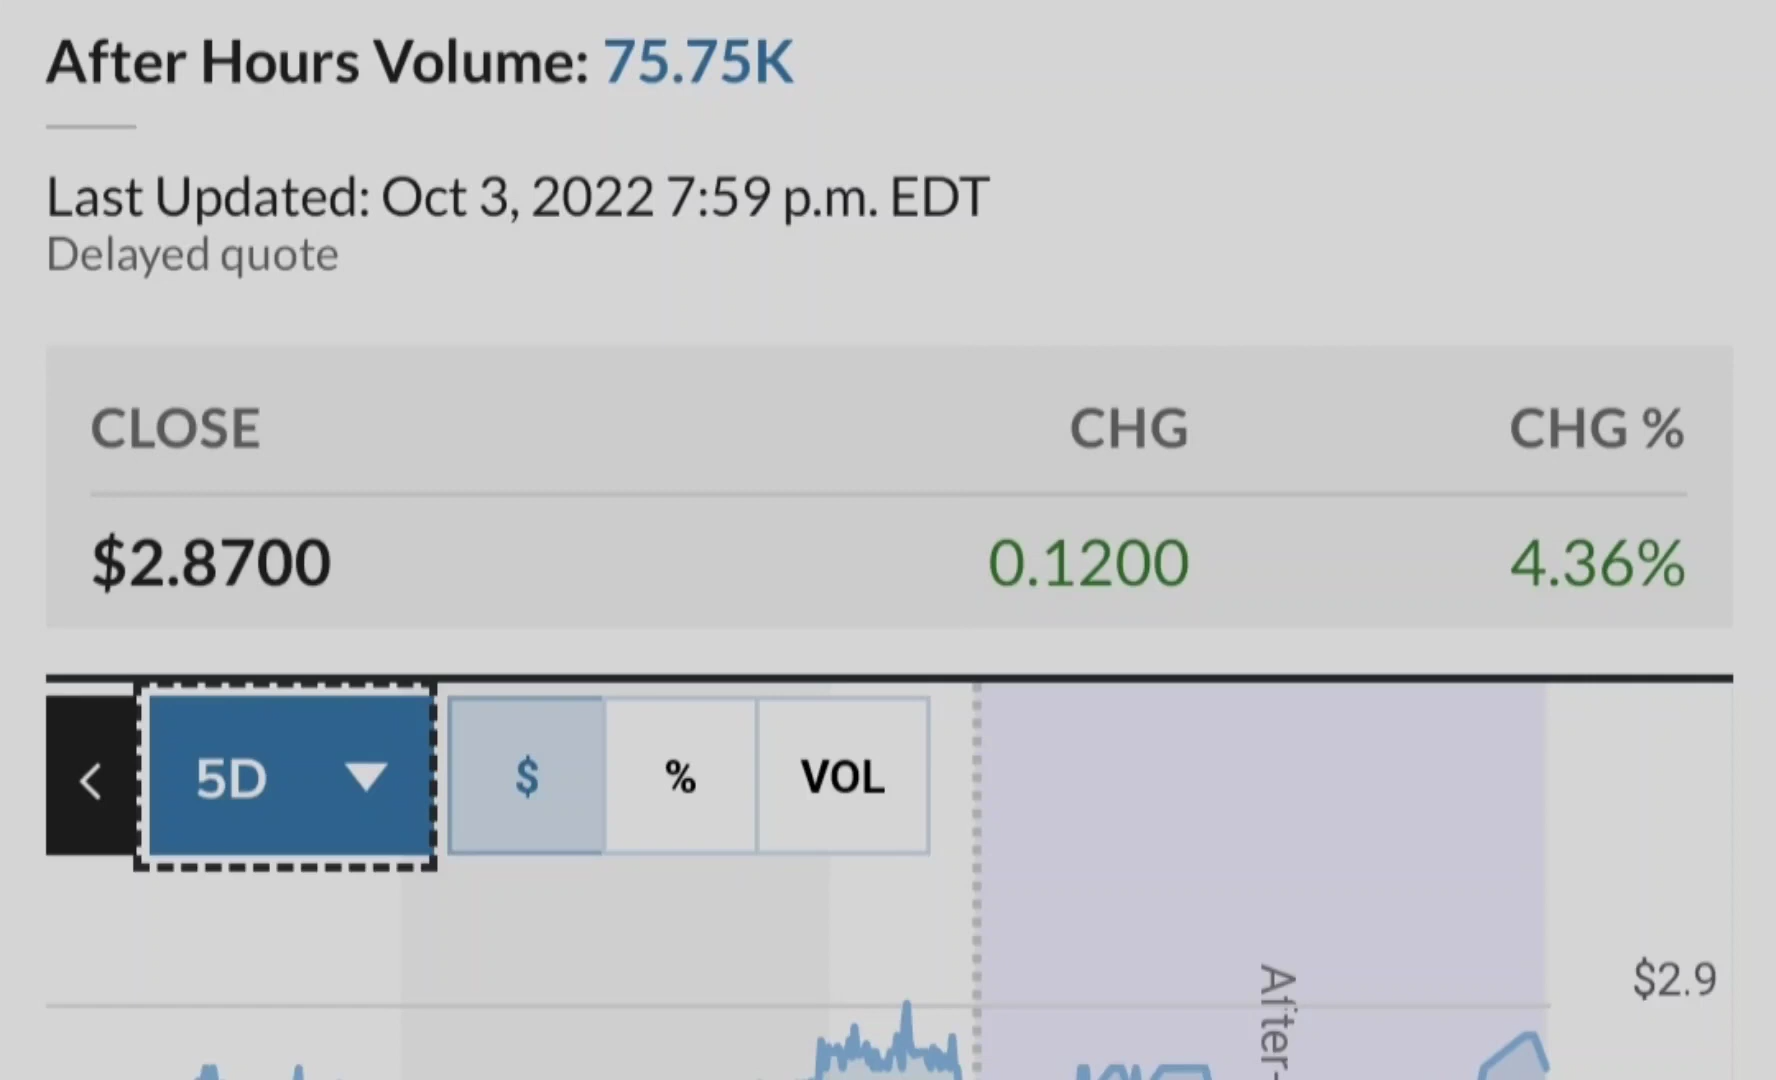 After Hours Volume: 75.75K
Last Updated: Oct 3, 2022 7:59 p.m. EDT
Delayed quote
CLOSE CHG CHG %
$2.8700 0.1200 4.36%
5D $ % VOL
$2.9
After-